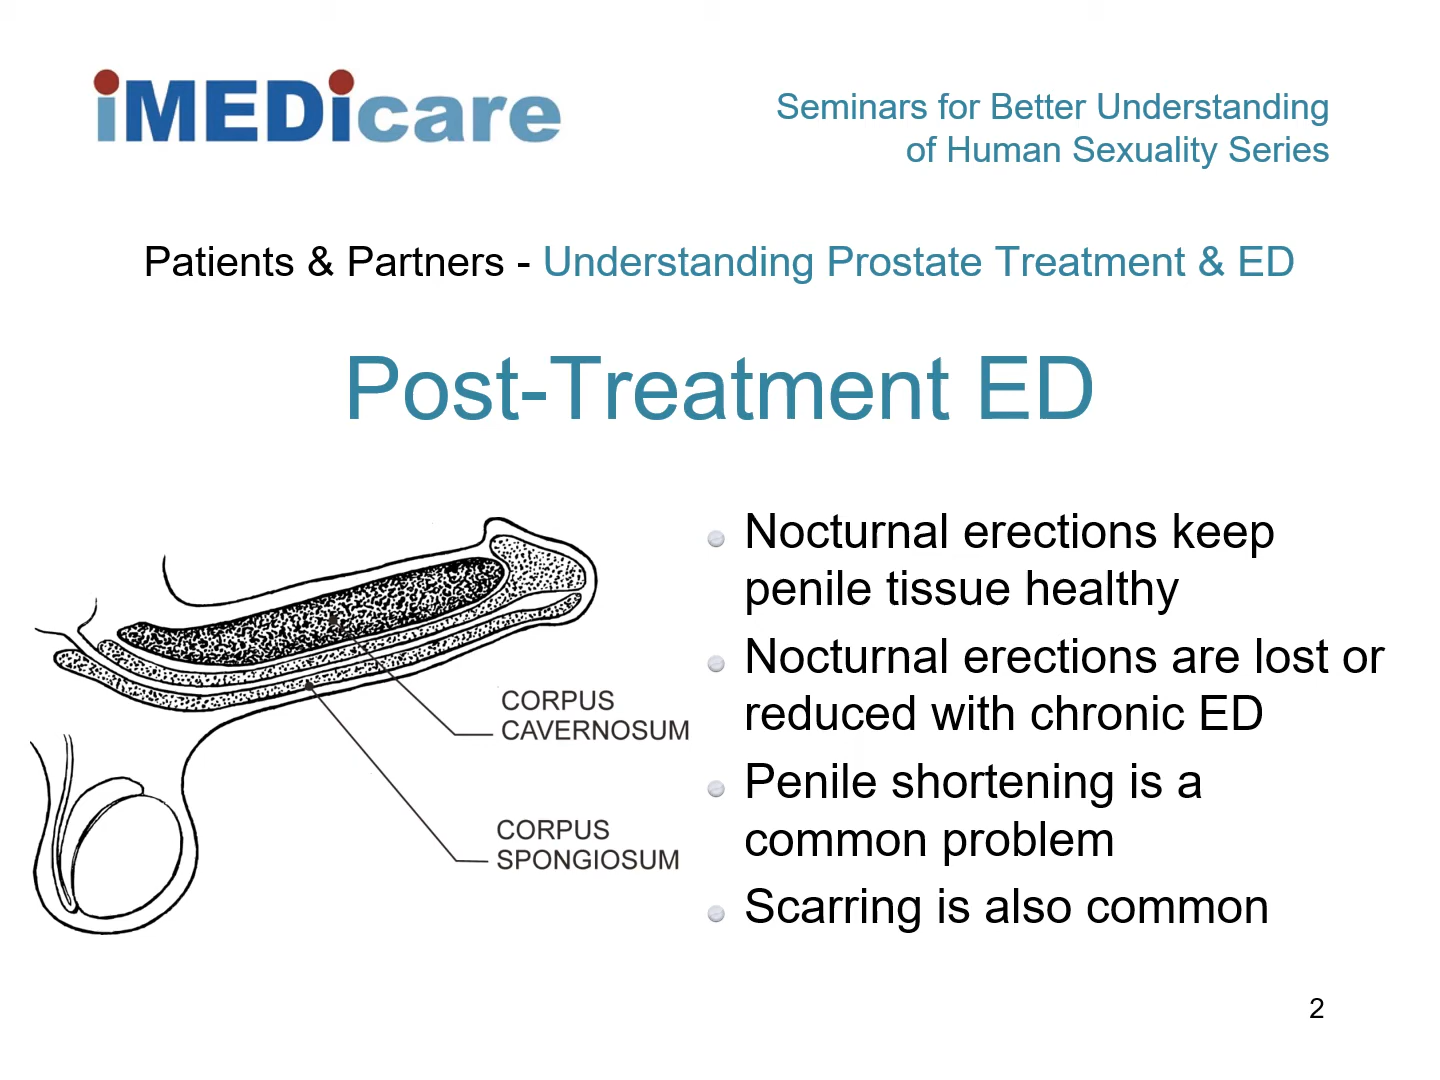 iMEDicare
Seminars for Better Understanding
of Human Sexuality Series
Patients & Partners - Understanding Prostate Treatment & ED
Post-Treatment ED
CORPUS
CAVERNOSUM
CORPUS
SPONGIOSUM
Nocturnal erections keep
penile tissue healthy
Nocturnal erections are lost or
reduced with chronic ED
Penile shortening is a
common problem
Scarring is also common
2